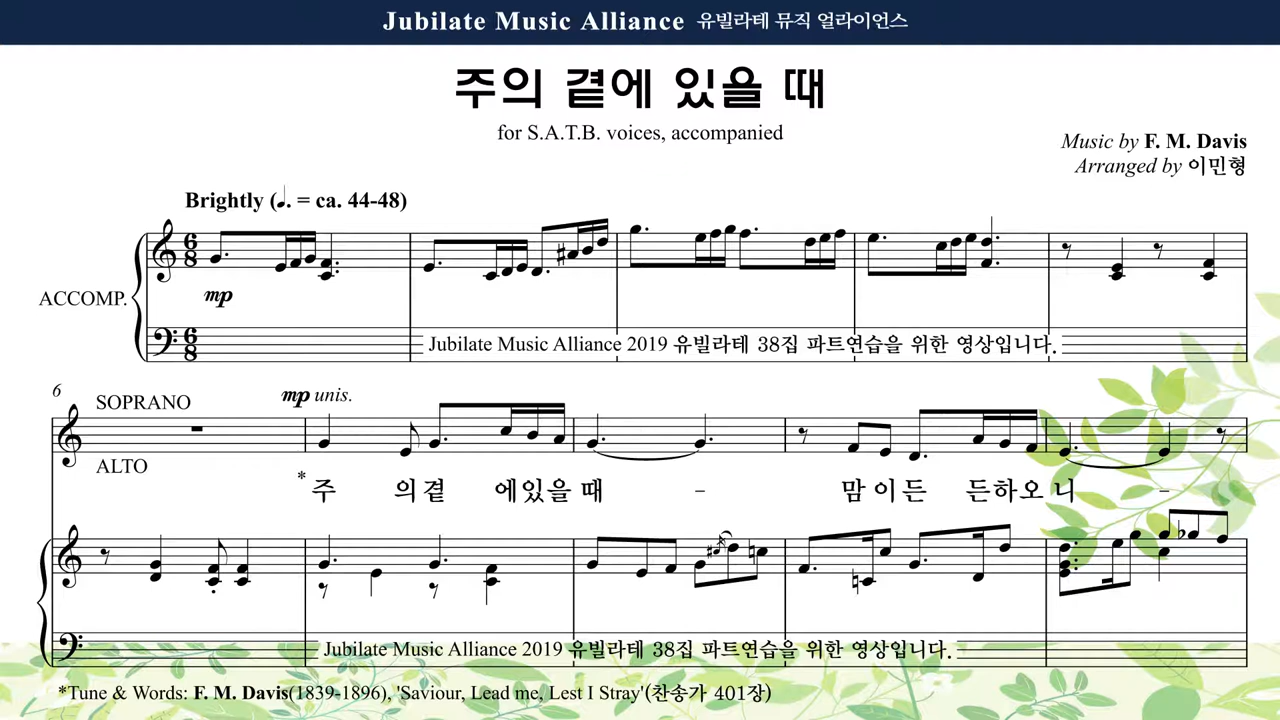 Jubilate Music Alliance 유빌라테 뮤직 얼라이언스
주의 곁에 있을 때
for S.A.T.B. voices, accompanied
Music by F. M. Davis
Arranged by 이민형
Brightly (♩. = ca. 44-48)
6 8
mp
ACCOMP.
6 8
Jubilate Music Alliance 2019 유빌라테 38집 파트연습을 위한 영상입니다.
6
SOPRANO
mp unis.
ALTO
*주 의곁 에있을 때 - 맘이든 든하오 니 -
Jubilate Music Alliance 2019 유빌라테 38집 파트연습을 위한 영상입니다.
*Tune & Words: F. M. Davis(1839-1896), 'Saviour, Lead me, Lest I Stray'(찬송가 401장)